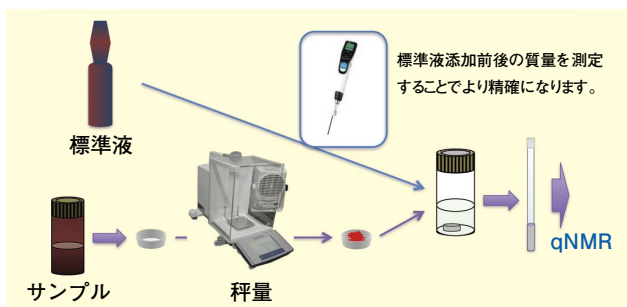 標準液添加前後の質量を測定
することでより精確になります。
標準液
サンプル
秤量
qNMR